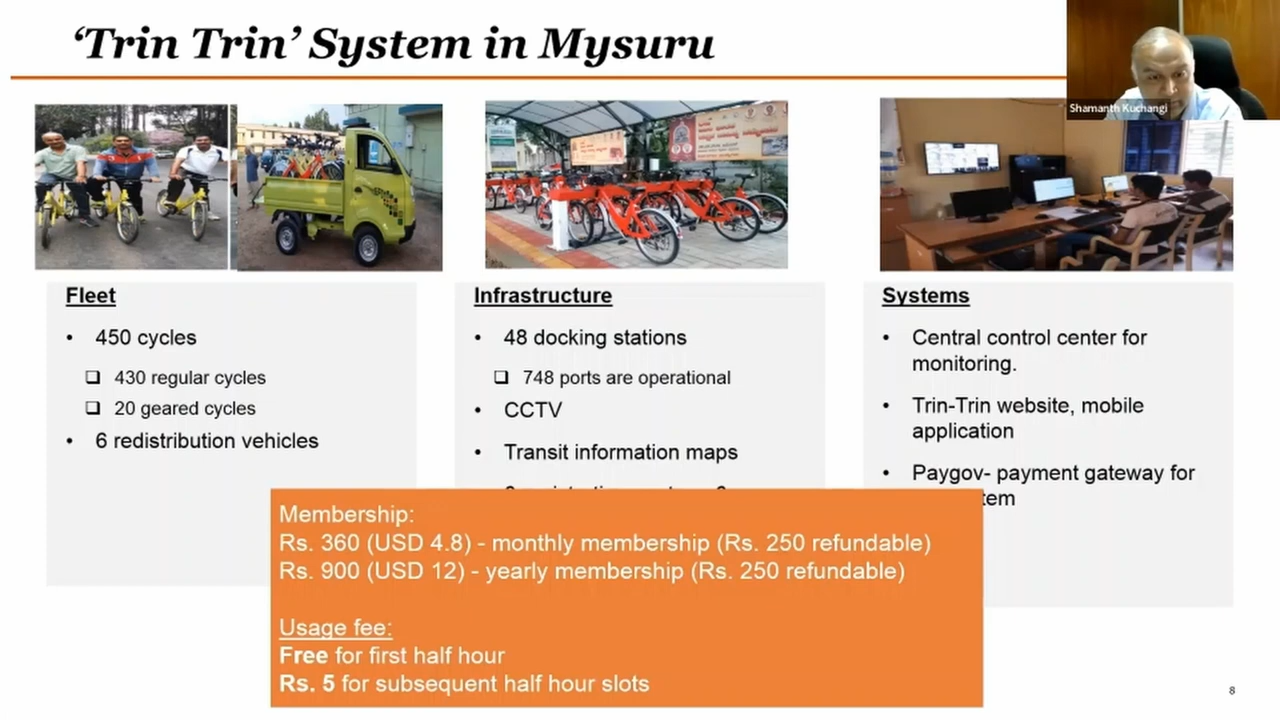 ‘Trin Trin’ System in Mysuru
Shamanth Kuchangi
Fleet
• 450 cycles
❑ 430 regular cycles
❑ 20 geared cycles
• 6 redistribution vehicles
Infrastructure
• 48 docking stations
❑ 748 ports are operational
• CCTV
• Transit information maps
Systems
• Central control center for
monitoring.
• Trin-Trin website, mobile
application
• Paygov- payment gateway for
Membership:
Rs. 360 (USD 4.8) - monthly membership (Rs. 250 refundable)
Rs. 900 (USD 12) - yearly membership (Rs. 250 refundable)
Usage fee:
Free for first half hour
Rs. 5 for subsequent half hour slots
8